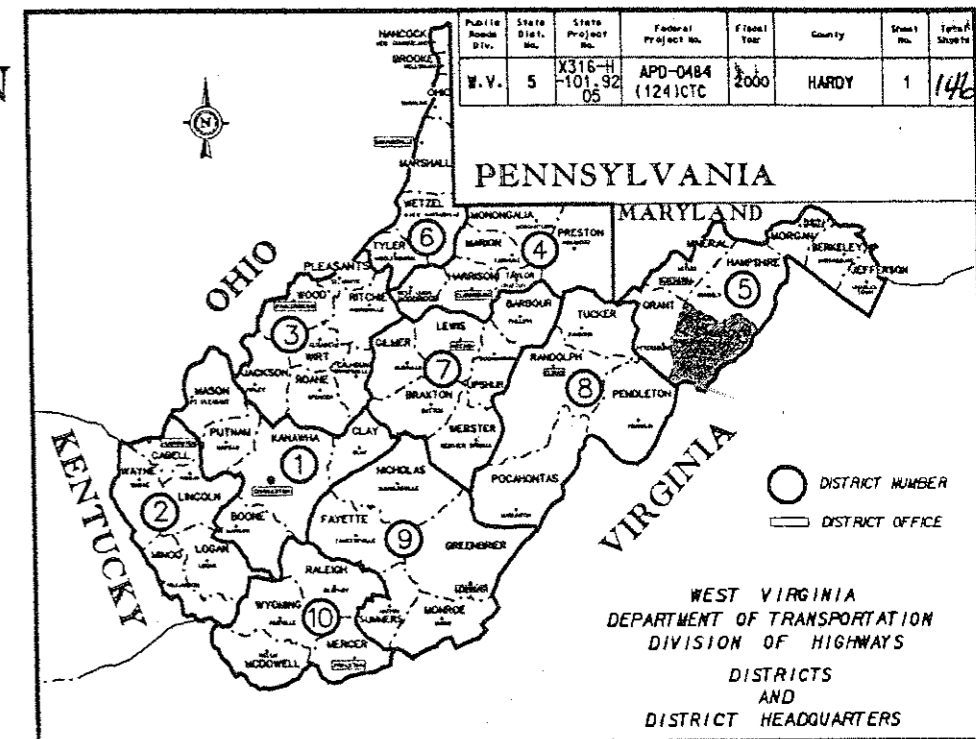 Public Roads Div.
State Dist. No.
State Project No.
Federal Project No.
Fiscal Year
County
Sheet No.
Total Sheets
W.V.
5
X316-H-101.92 05
APD-0484 (124)CTC
2000
HARDY
1
146
N
HANCOCK
BROOKE
OHIO
MARSHALL
PENNSYLVANIA
MARYLAND
WETZEL
MONONGALIA
6
TYLER
MARION
4
PRESTON
MINERAL
MORGAN
BERKELEY
HAMPSHIRE
JEFFERSON
5
GRANT
OHIO
PLEASANTS
HARRISON
TAYLOR
WOOD
RITCHIE
BARBOUR
TUCKER
3
WIRT
GILMER
LEWIS
7
RANDOLPH
JACKSON
ROANE
CALHOUN
UPSHUR
8
MASON
BRAXTON
PENDLETON
PUTNAM
KANAWHA
CLAY
WEBSTER
1
NICHOLAS
POCAHONTAS
CABELL
WAYNE
LINCOLN
2
BOONE
FAYETTE
9
GREENBRIER
MINGO
LOGAN
RALEIGH
KENTUCKY
VIRGINIA
WYOMING
10
SUMMERS
MONROE
MERCER
MCDOWELL
DISTRICT NUMBER
DISTRICT OFFICE
WEST VIRGINIA
DEPARTMENT OF TRANSPORTATION
DIVISION OF HIGHWAYS
DISTRICTS
AND
DISTRICT HEADQUARTERS